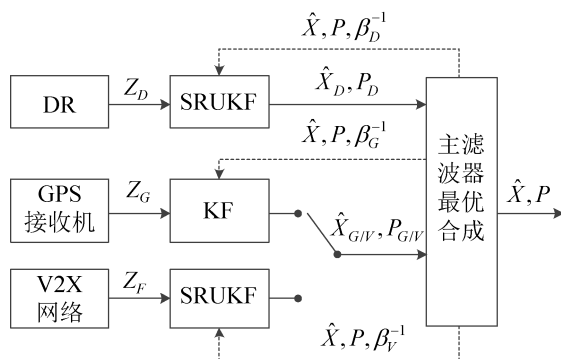 X̂, P, β_D^{-1}
DR
Z_D
SRUKF
X̂_D, P_D
X̂, P, β_G^{-1}
GPS
接收机
Z_G
KF
X̂_{G/V}, P_{G/V}
主滤
波器
最优
合成
X̂, P
V2X
网络
Z_F
SRUKF
X̂, P, β_V^{-1}